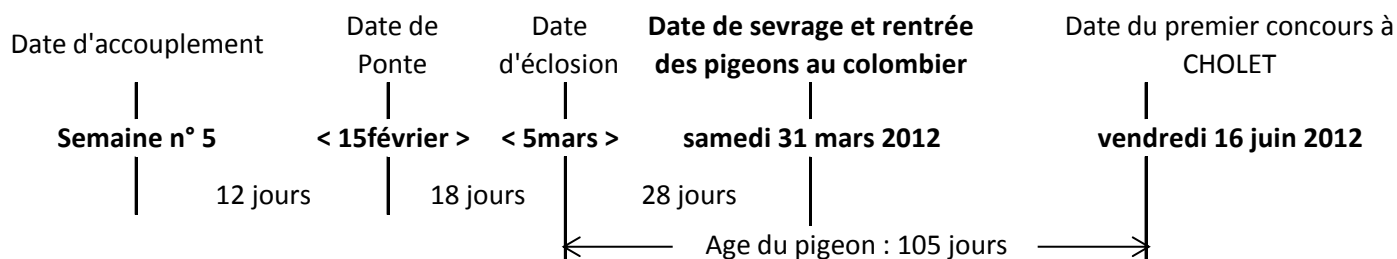 Date d'accouplement
Date de
Ponte
Date
d'éclosion
Date de sevrage et rentrée
des pigeons au colombier
Date du premier concours à
CHOLET
Semaine n° 5
< 15février >
< 5mars >
samedi 31 mars 2012
vendredi 16 juin 2012
12 jours
18 jours
28 jours
Age du pigeon : 105 jours